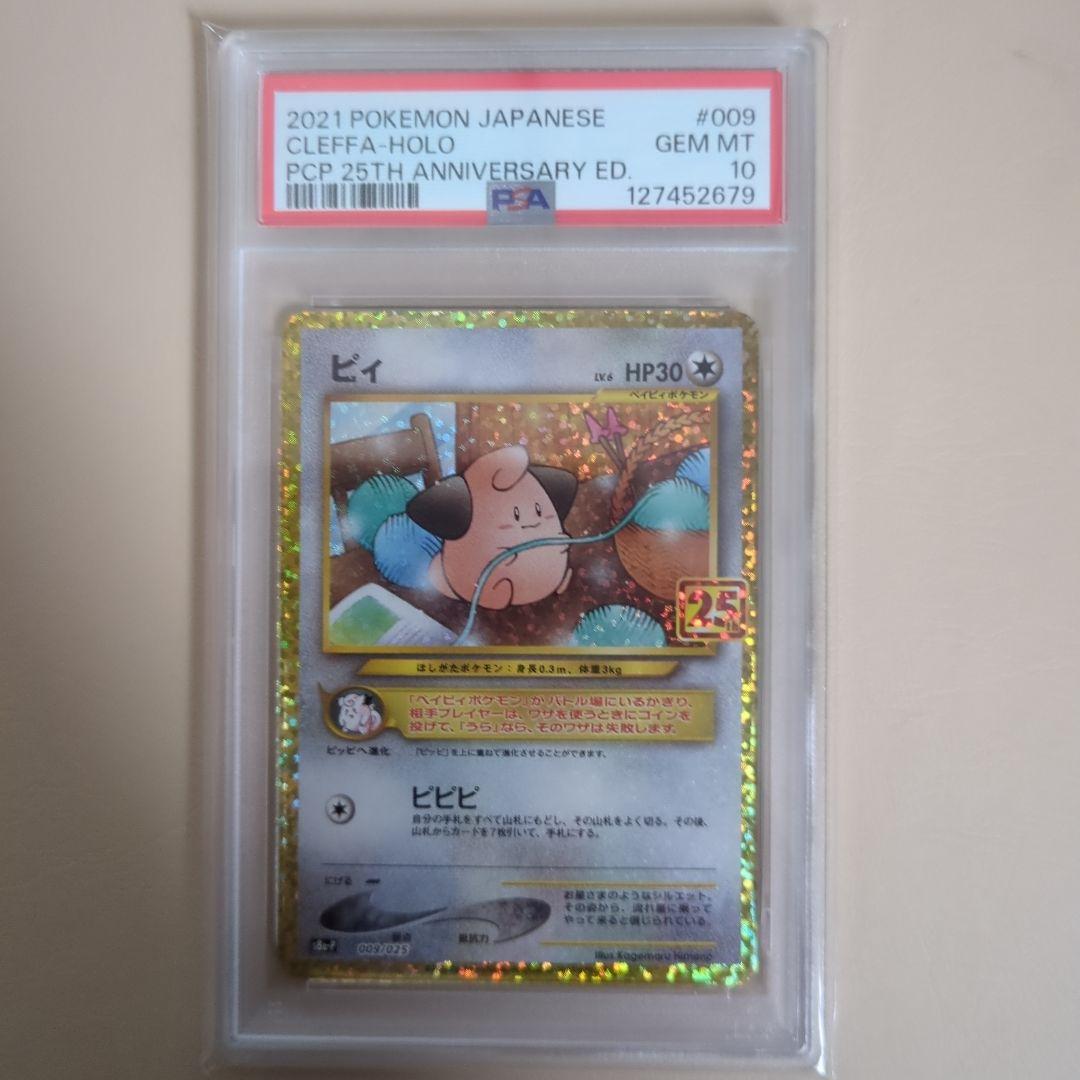 2021 POKEMON JAPANESE #009
CLEFFA-HOLO GEM MT
PCP 25TH ANNIVERSARY ED. 10
PSA 127452679
ピィ LV.6 HP30
ベイビィポケモン
25th
ほしがたポケモン：身長0.3m、体重3kg
「ベイビィポケモン」がバトル場にいるかぎり、
相手プレイヤーは、ワザを使うときにコインを
投げて、「うら」なら、そのワザは失敗します。
ピッピへ進化 「ピッピ」を上に重ねて進化させることができます。
ピピピ
自分の手札をすべて山札にもどし、その山札をよく切る。その後、
山札からカードを7枚引いて、手札にする。
にげる
お星さまのようなシルエット。
その姿から、流れ星に乗って
やって来ると信じられている。
弱点 抵抗力
s8a-P 009/025 Illus.Kagemaru Himeno